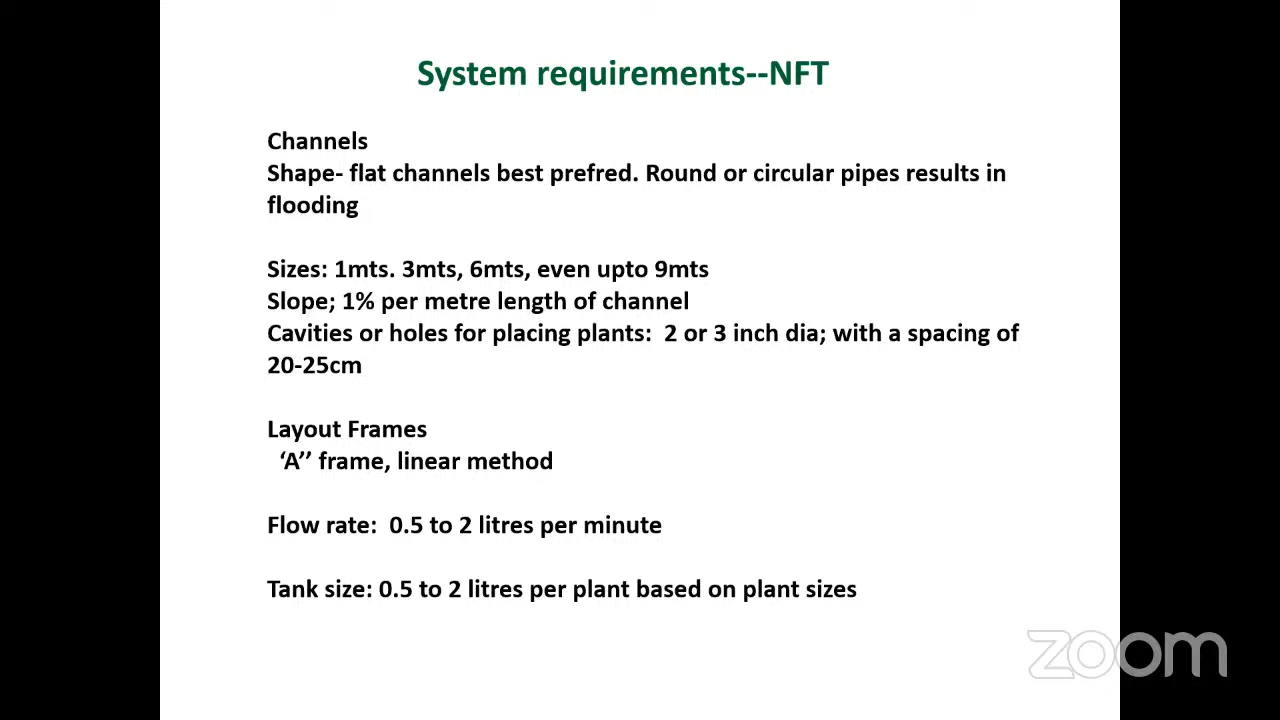 System requirements--NFT
Channels
Shape- flat channels best prefred. Round or circular pipes results in
flooding
Sizes: 1mts. 3mts, 6mts, even upto 9mts
Slope; 1% per metre length of channel
Cavities or holes for placing plants:  2 or 3 inch dia; with a spacing of
20-25cm
Layout Frames
‘A’’ frame, linear method
Flow rate:  0.5 to 2 litres per minute
Tank size: 0.5 to 2 litres per plant based on plant sizes
zoom